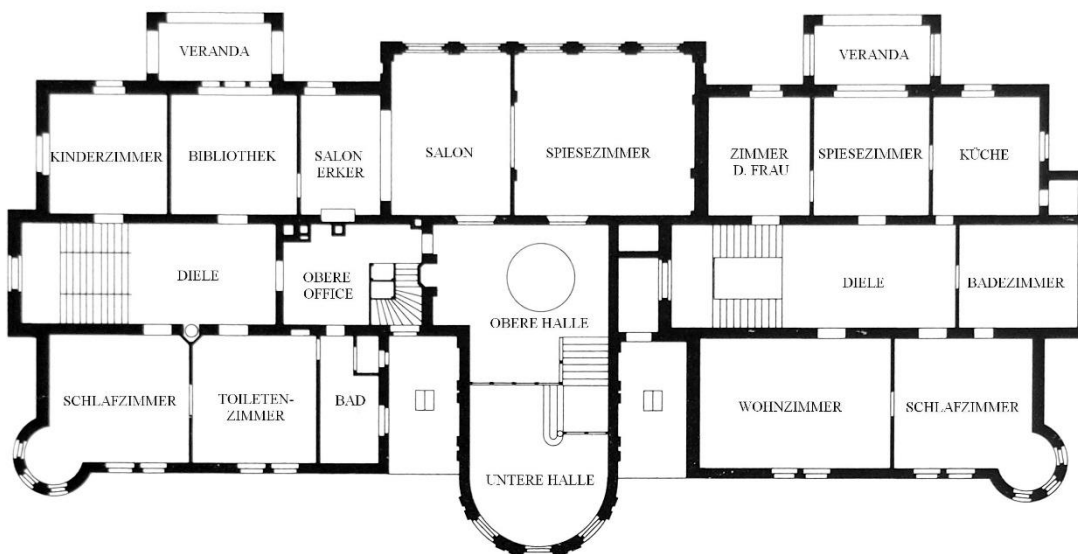 VERANDA
VERANDA
KINDERZIMMER
BIBLIOTHEK
SALON
ERKER
SALON
SPIESEZIMMER
ZIMMER
D. FRAU
SPIESEZIMMER
KÜCHE
DIELE
OBERE
OFFICE
OBERE HALLE
DIELE
BADEZIMMER
SCHLAFZIMMER
TOILETEN-
ZIMMER
BAD
WOHNZIMMER
SCHLAFZIMMER
UNTERE HALLE